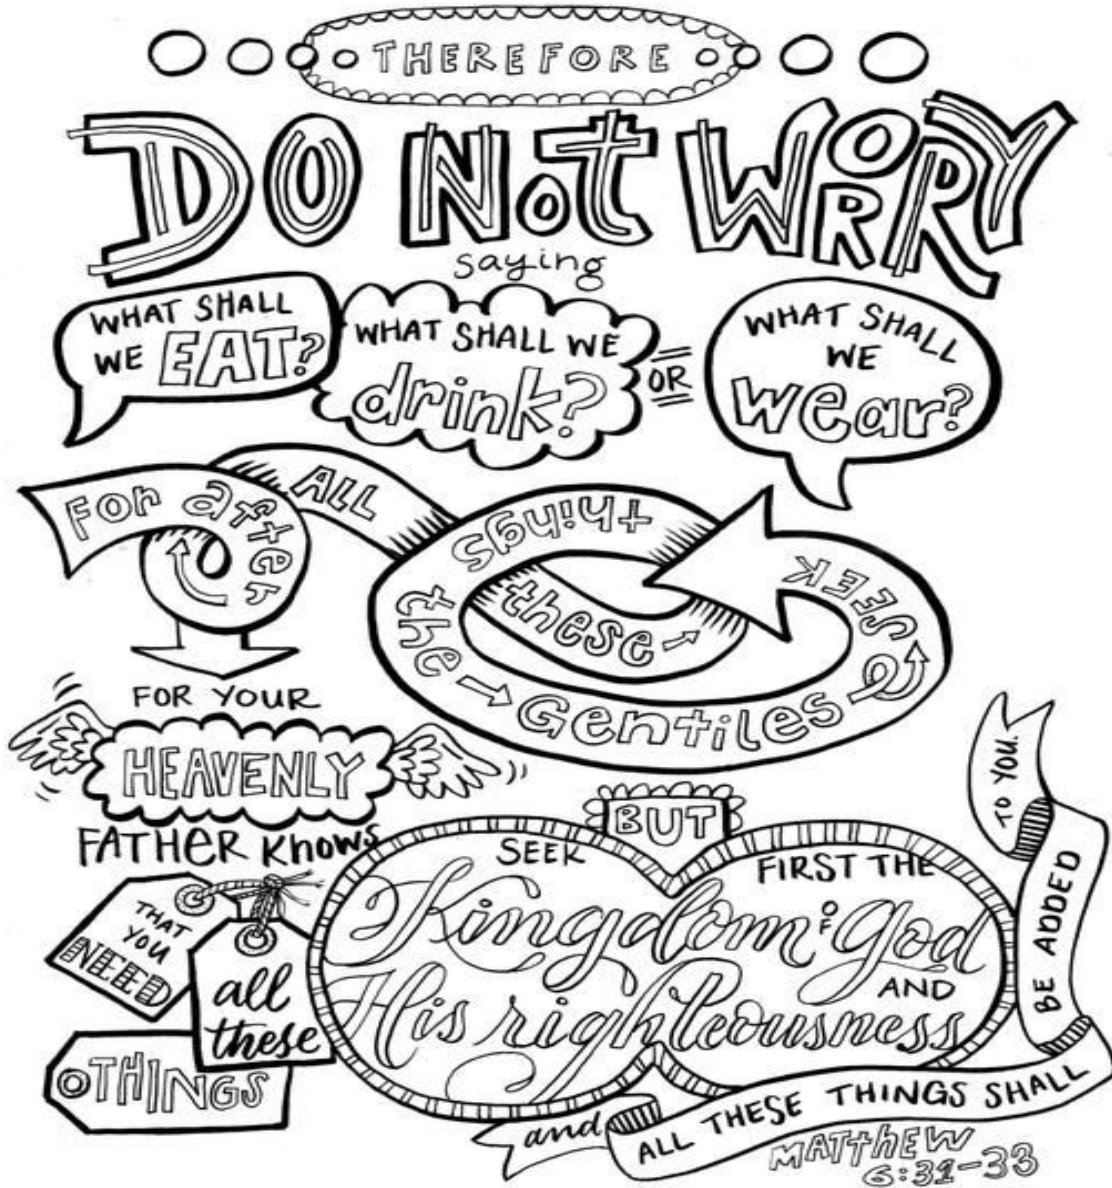 THEREFORE
DO Not WORRY
saying
WHAT SHALL
WE EAT?
WHAT SHALL WE
drink?
OR
WHAT SHALL
WE
wear?
For after
ALL
these
things
the Gentiles
SEEK
FOR YOUR
HEAVENLY
FATHER Knows
THAT
YOU
NEED
all
these
THINGS
BUT
SEEK
FIRST THE
Kingdom OF God
AND
His righteousness
and
ALL THESE THINGS SHALL
BE ADDED
TO YOU.
MATThEW
6:31-33